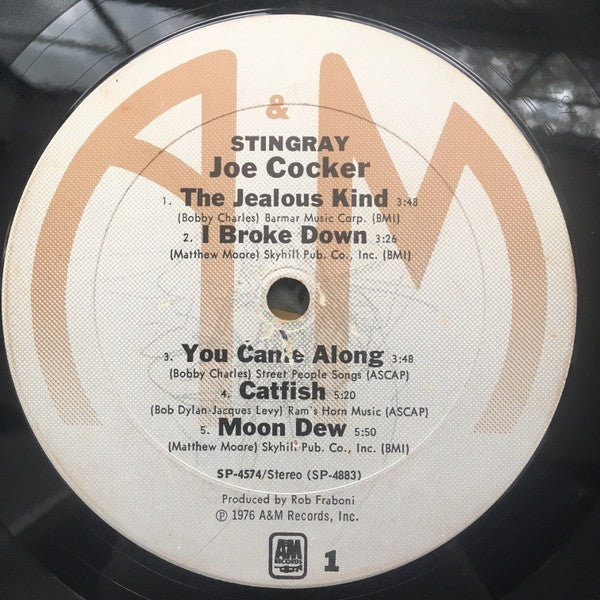 A&M
STINGRAY
Joe Cocker
1. The Jealous Kind 3:48
(Bobby Charles) Barmar Music Corp. (BMI)
2. I Broke Down 3:26
(Matthew Moore) Skyhill Pub. Co., Inc. (BMI)
3. You Came Along 3:48
(Bobby Charles) Street People Songs (ASCAP)
4. Catfish 5:20
(Bob Dylan-Jacques Levy) Ram's Horn Music (ASCAP)
5. Moon Dew 5:50
(Matthew Moore) Skyhill Pub. Co., Inc. (BMI)
SP-4574/Stereo (SP-4883)
Produced by Rob Fraboni
℗ 1976 A&M Records, Inc.
A&M
RECORDS
1